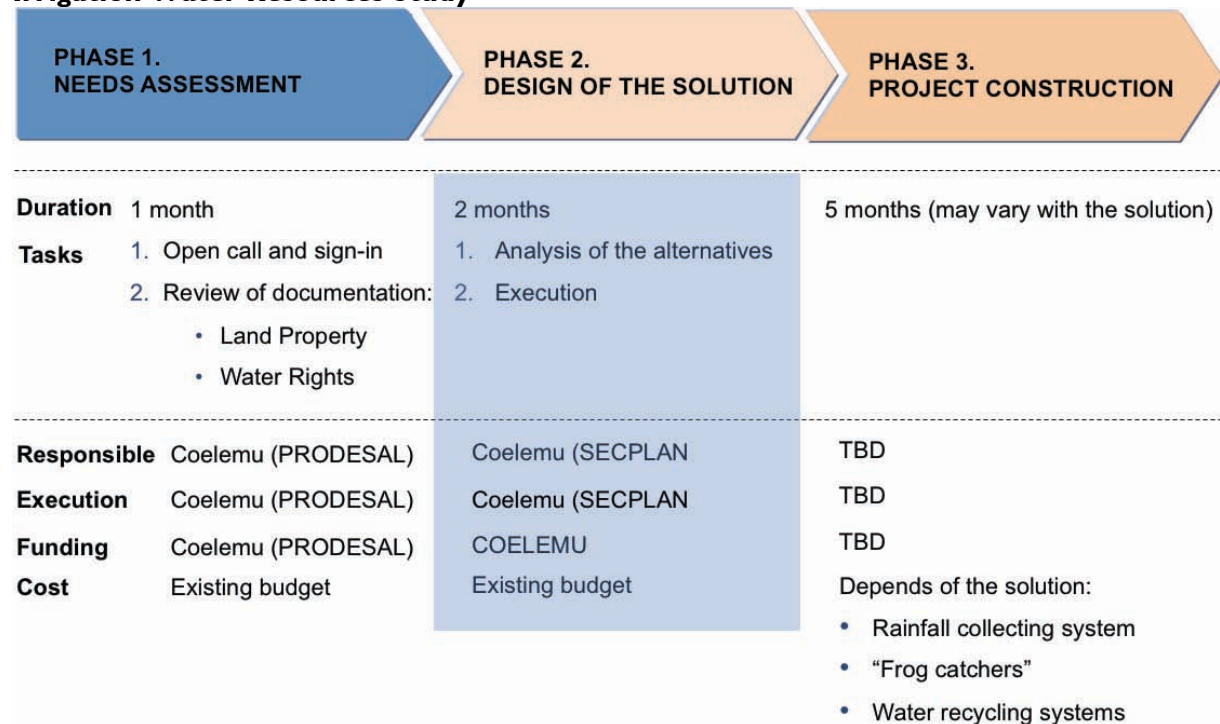 Irrigation Water Resources Study
PHASE 1.
NEEDS ASSESSMENT
PHASE 2.
DESIGN OF THE SOLUTION
PHASE 3.
PROJECT CONSTRUCTION
Duration 1 month 2 months 5 months (may vary with the solution)
Tasks 1. Open call and sign-in 1. Analysis of the alternatives
2. Review of documentation: 2. Execution
• Land Property
• Water Rights
Responsible Coelemu (PRODESAL) Coelemu (SECPLAN TBD
Execution Coelemu (PRODESAL) Coelemu (SECPLAN TBD
Funding Coelemu (PRODESAL) COELEMU TBD
Cost Existing budget Existing budget Depends of the solution:
• Rainfall collecting system
• “Frog catchers”
• Water recycling systems